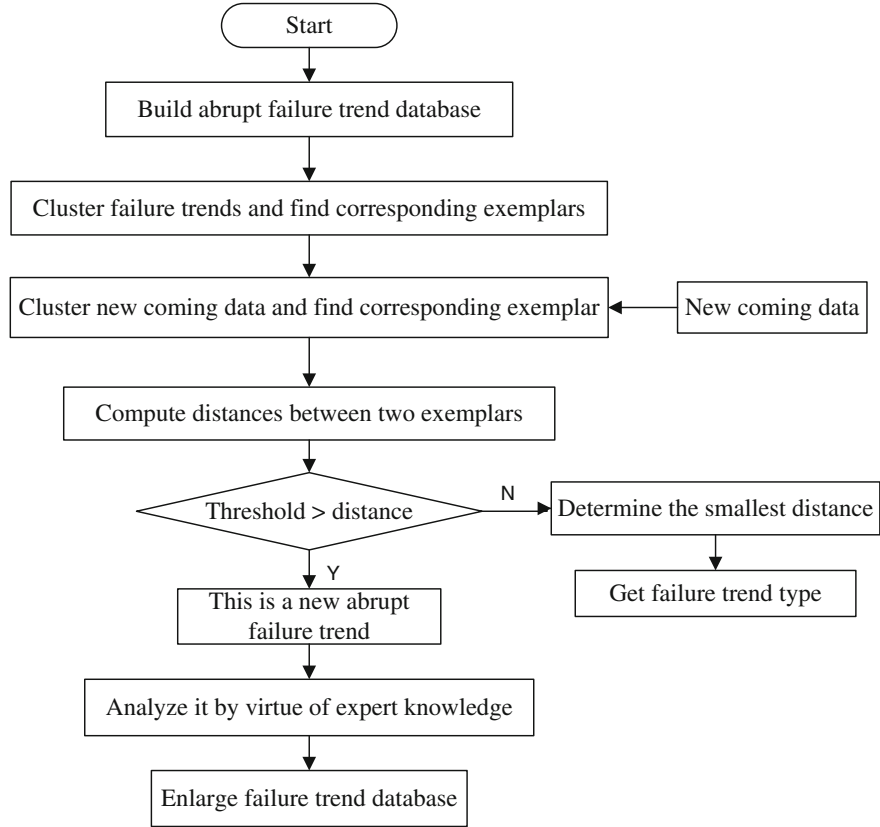 Start
Build abrupt failure trend database
Cluster failure trends and find corresponding exemplars
Cluster new coming data and find corresponding exemplar
New coming data
Compute distances between two exemplars
Threshold > distance
N
Determine the smallest distance
Y
Get failure trend type
This is a new abrupt
failure trend
Analyze it by virtue of expert knowledge
Enlarge failure trend database